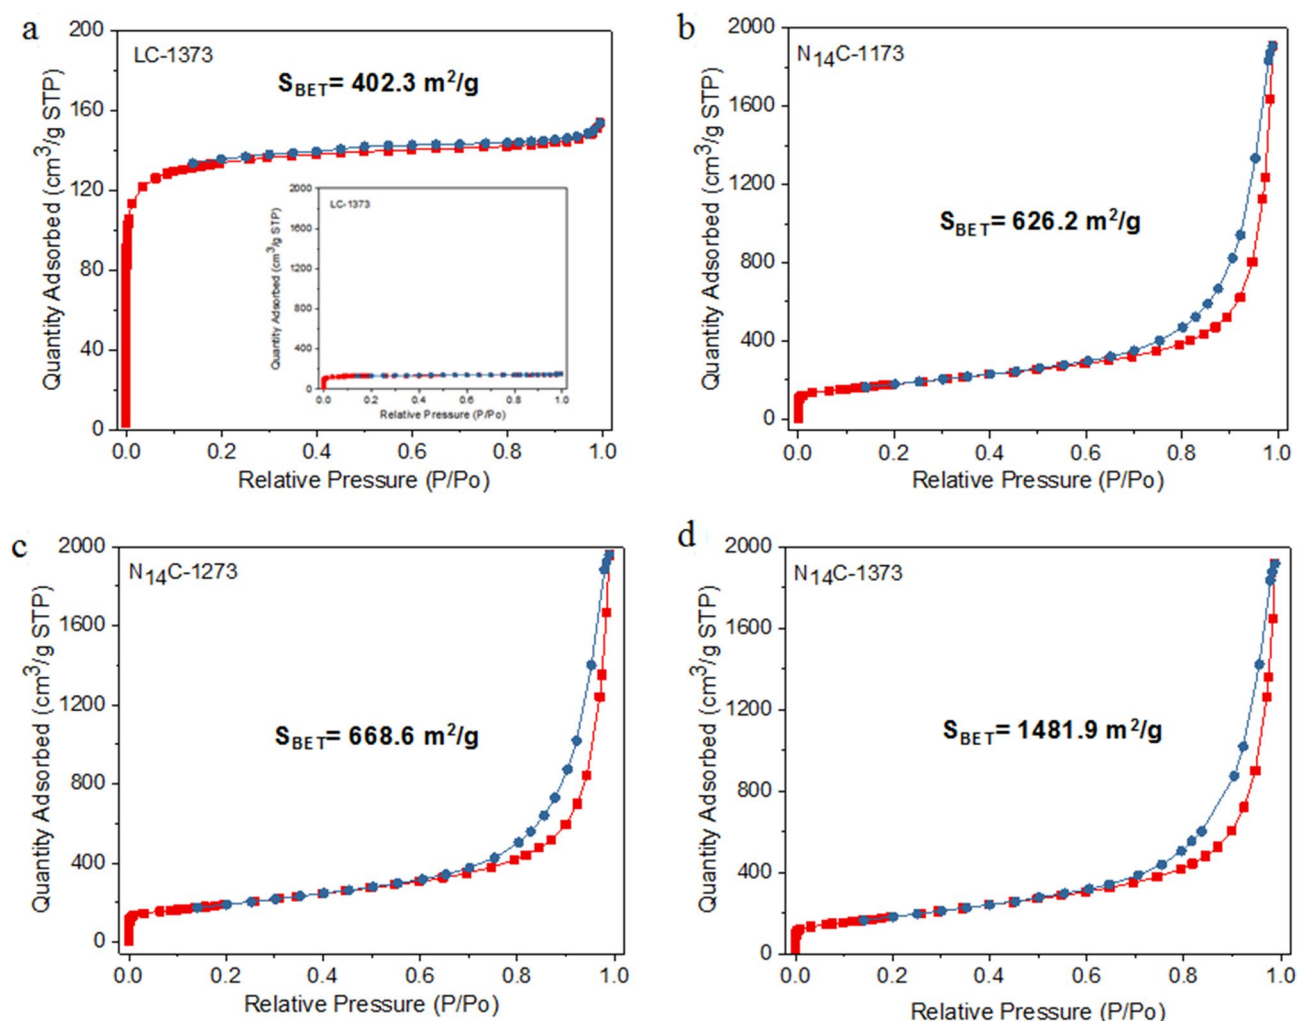 a
LC-1373
S_BET= 402.3 m²/g
Quantity Adsorbed (cm³/g STP)
200
160
120
80
40
0
0.0 0.2 0.4 0.6 0.8 1.0
Relative Pressure (P/Po)
LC-1373
Quantity Adsorbed (cm³/g STP)
2000
1600
1200
800
400
0
0.0 0.2 0.4 0.6 0.8 1.0
Relative Pressure (P/Po)
b
N₁₄C-1173
S_BET= 626.2 m²/g
Quantity Adsorbed (cm³/g STP)
2000
1600
1200
800
400
0
0.0 0.2 0.4 0.6 0.8 1.0
Relative Pressure (P/Po)
c
N₁₄C-1273
S_BET= 668.6 m²/g
Quantity Adsorbed (cm³/g STP)
2000
1600
1200
800
400
0
0.0 0.2 0.4 0.6 0.8 1.0
Relative Pressure (P/Po)
d
N₁₄C-1373
S_BET= 1481.9 m²/g
Quantity Adsorbed (cm³/g STP)
2000
1600
1200
800
400
0
0.0 0.2 0.4 0.6 0.8 1.0
Relative Pressure (P/Po)